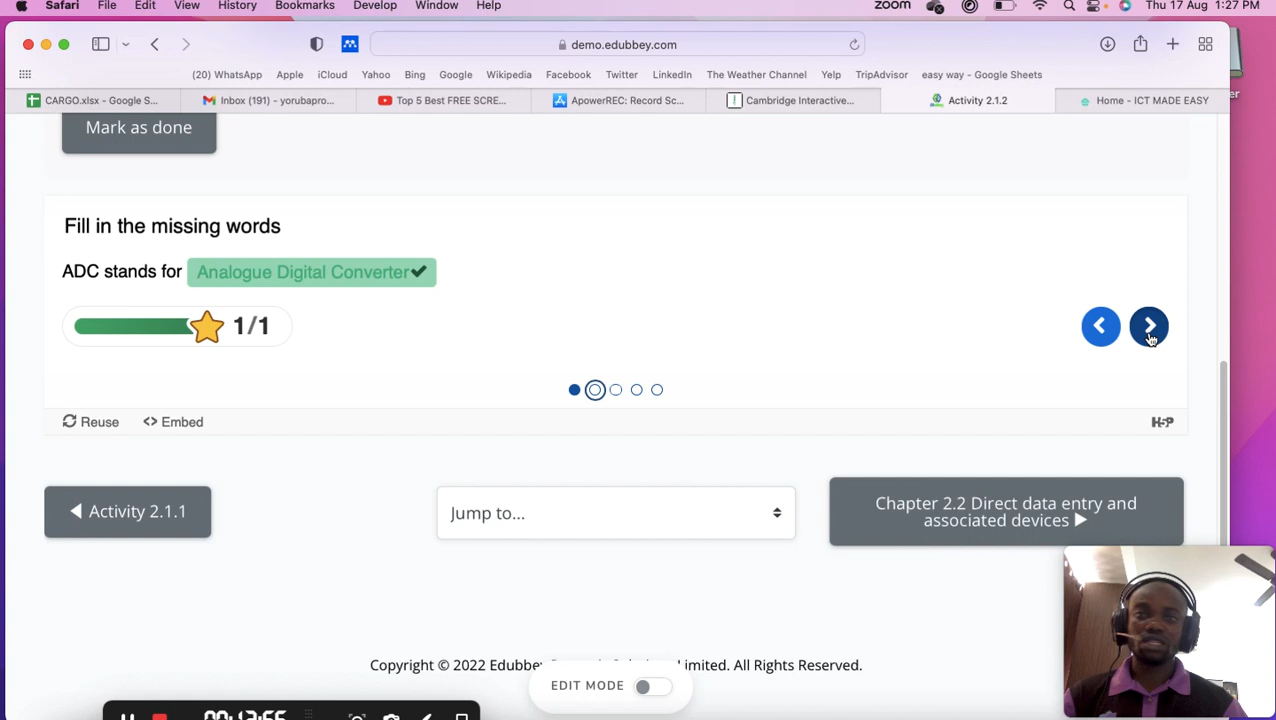 Safari File Edit View History Bookmarks Develop Window Help zoom Thu 17 Aug 1:27 PM
demo.edubbey.com
(20) WhatsApp Apple iCloud Yahoo Bing Google Wikipedia Facebook Twitter LinkedIn The Weather Channel Yelp TripAdvisor easy way - Google Sheets
CARGO.xlsx - Google S... Inbox (191) - yorubapro... Top 5 Best FREE SCRE... ApowerREC: Record Sc... Cambridge Interactive... Activity 2.1.2 Home - ICT MADE EASY
Mark as done
Fill in the missing words
ADC stands for Analogue Digital Converter
1/1
Reuse Embed H5P
Activity 2.1.1
Jump to...
Chapter 2.2 Direct data entry and
associated devices
Copyright © 2022 Edubbey Limited. All Rights Reserved.
EDIT MODE